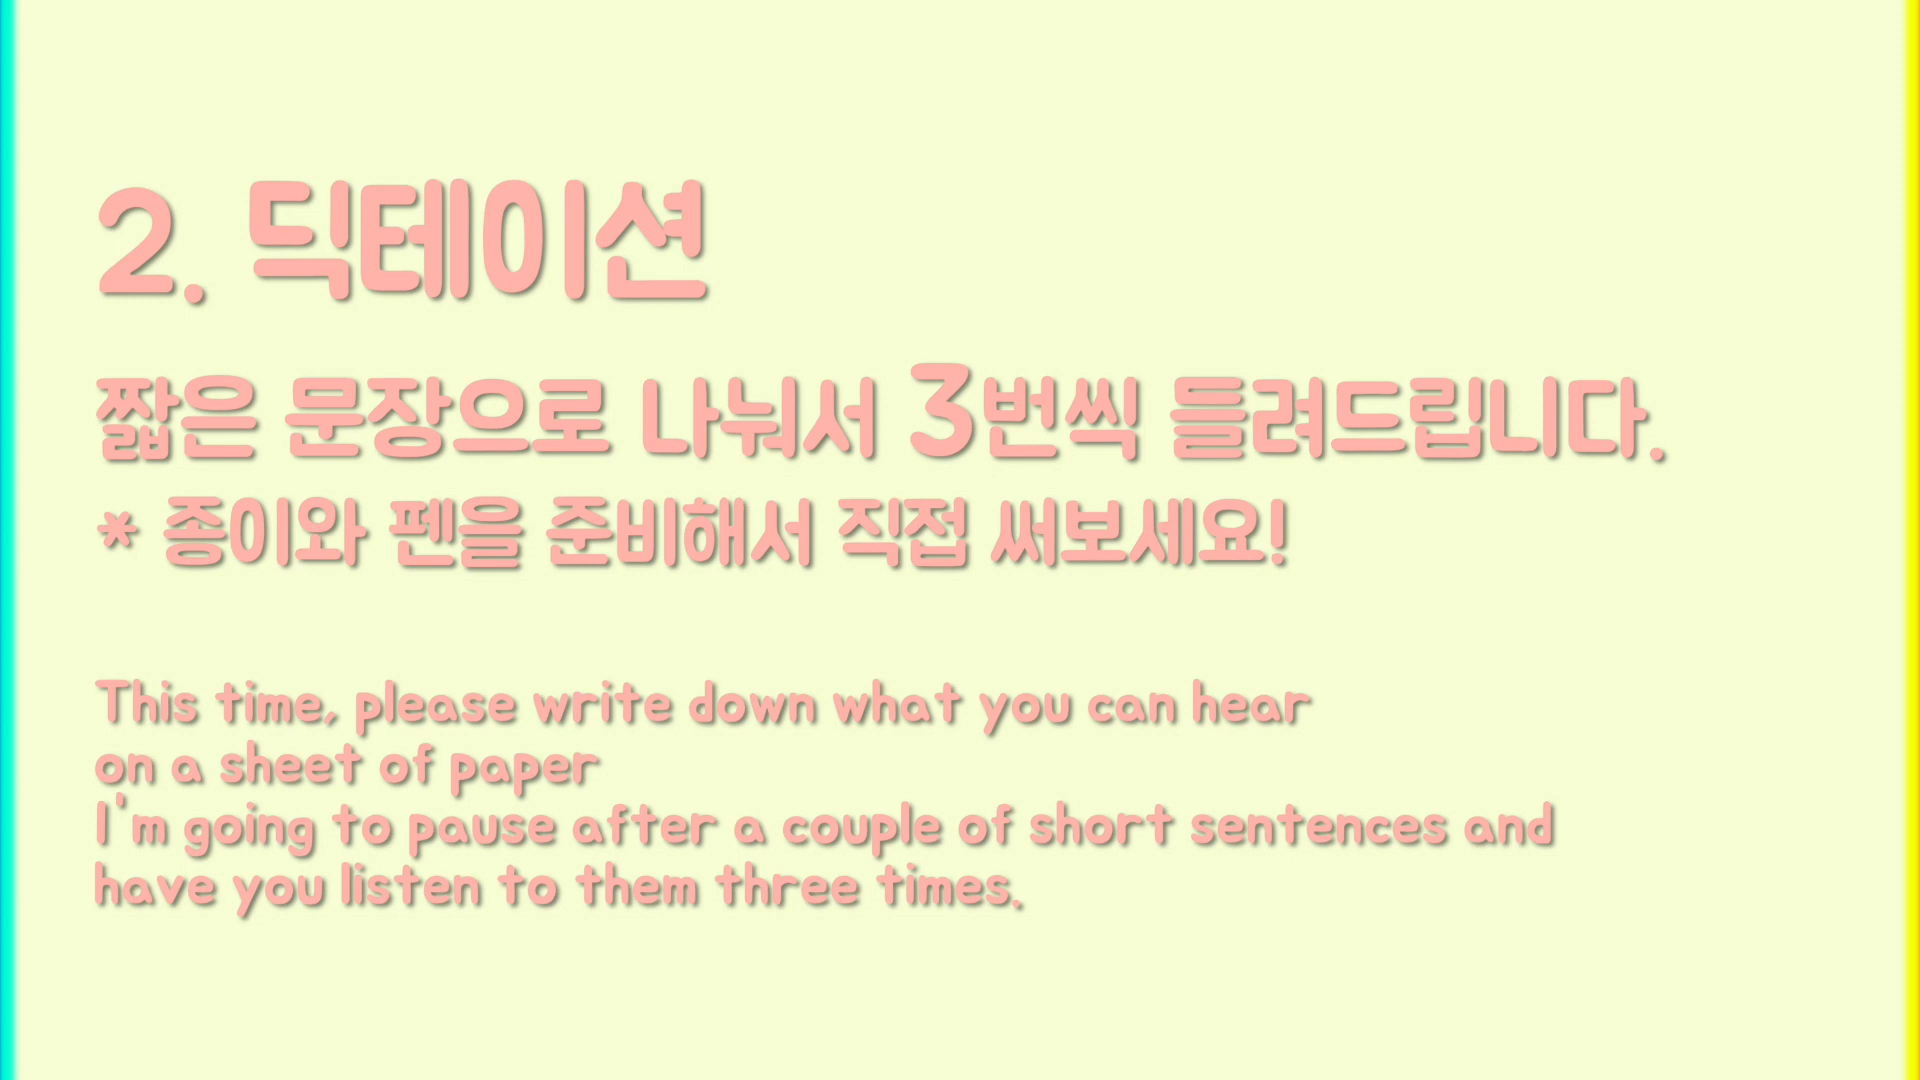 2. 딕테이션
짧은 문장으로 나눠서 3번씩 들려드립니다.
* 종이와 펜을 준비해서 직접 써보세요!
This time, please write down what you can hear
on a sheet of paper
I'm going to pause after a couple of short sentences and
have you listen to them three times.